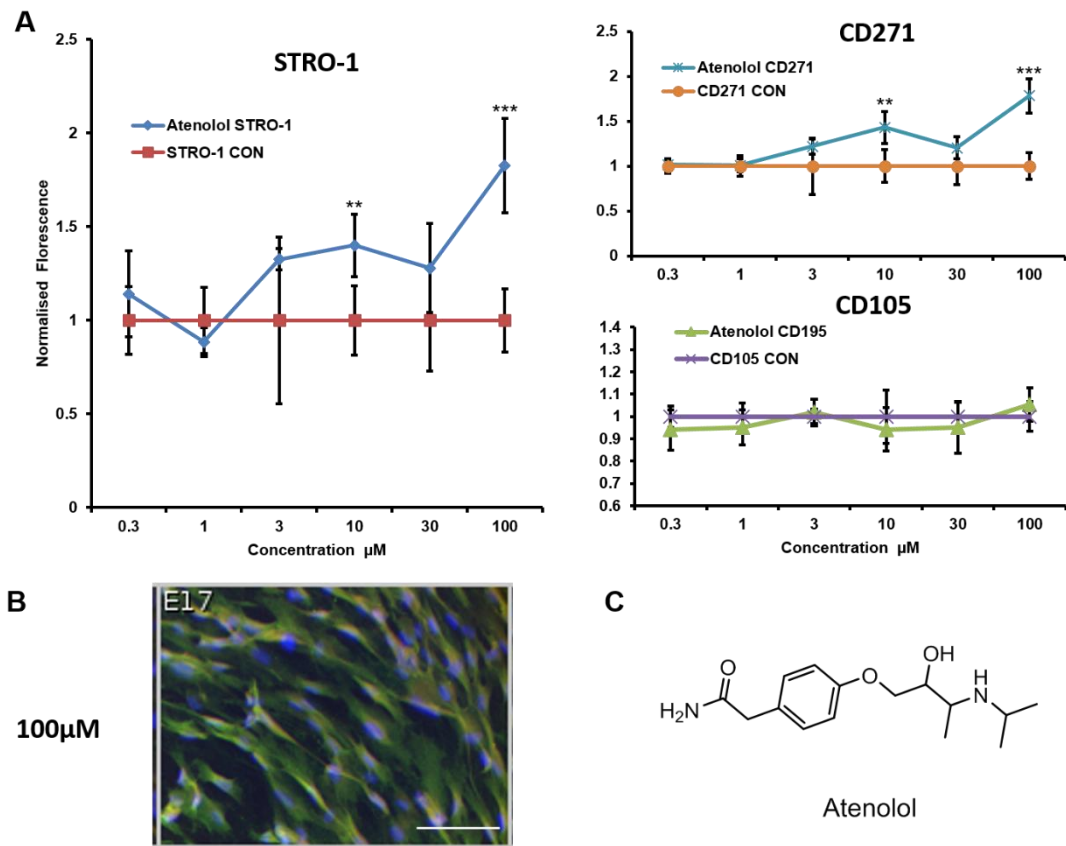 A
STRO-1
Normalised Florescence
2.5
2
1.5
1
0.5
0
Atenolol STRO-1
STRO-1 CON
**
***
0.3 1 3 10 30 100
Concentration µM
CD271
2.5
2
1.5
1
0.5
0
Atenolol CD271
CD271 CON
**
***
0.3 1 3 10 30 100
CD105
1.4
1.3
1.2
1.1
1
0.9
0.8
0.7
0.6
Atenolol CD195
CD105 CON
0.3 1 3 10 30 100
Concentration µM
B
100µM
E17
C
O
H₂N
O
OH
H
N
Atenolol